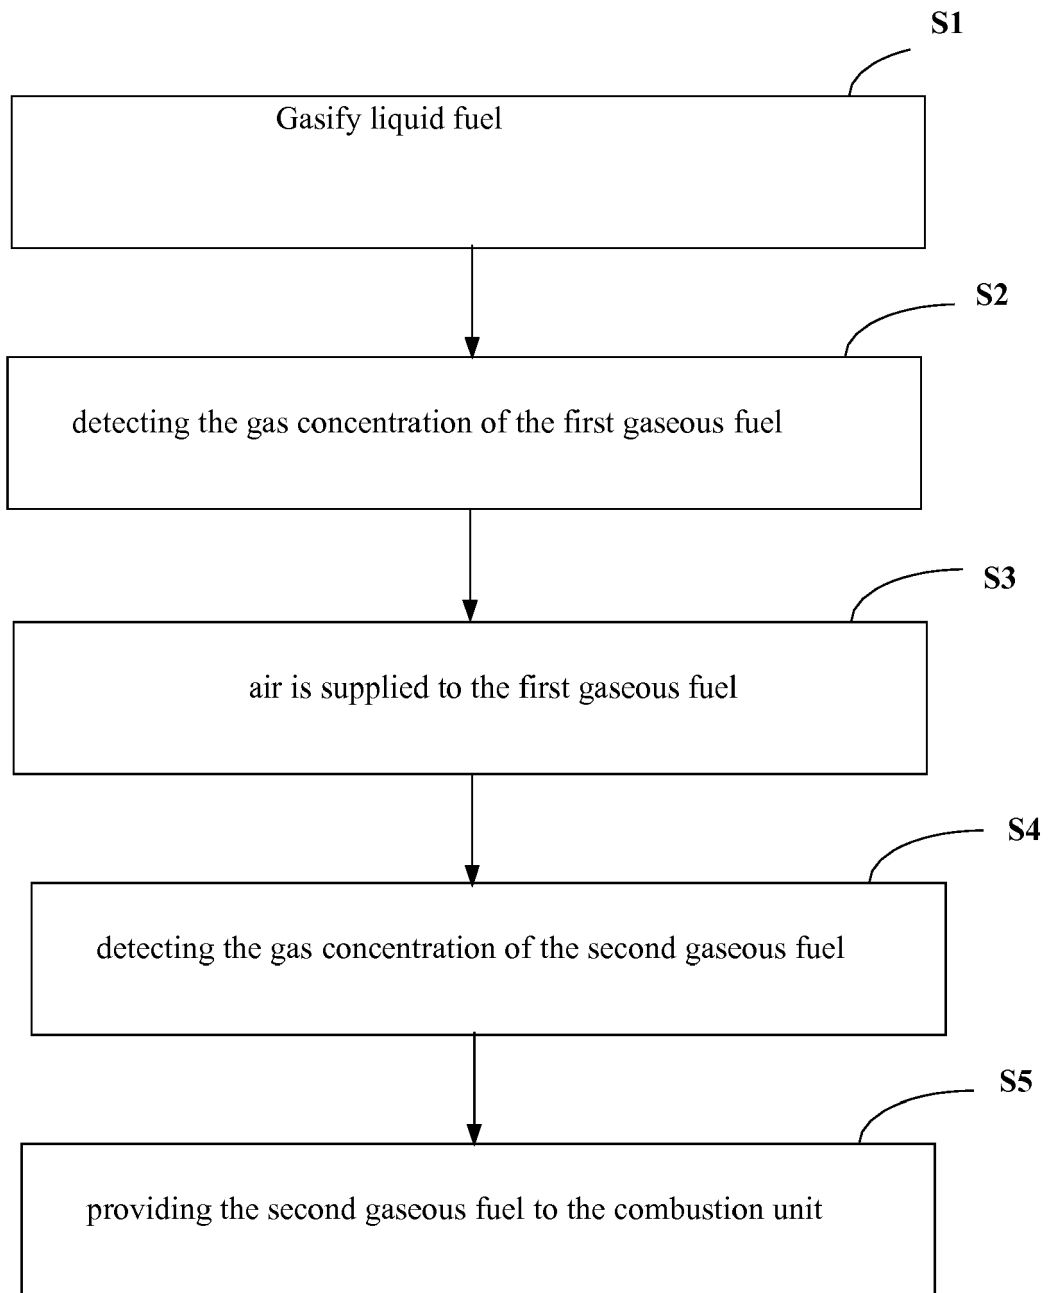 S1
Gasify liquid fuel
S2
detecting the gas concentration of the first gaseous fuel
S3
air is supplied to the first gaseous fuel
S4
detecting the gas concentration of the second gaseous fuel
S5
providing the second gaseous fuel to the combustion unit